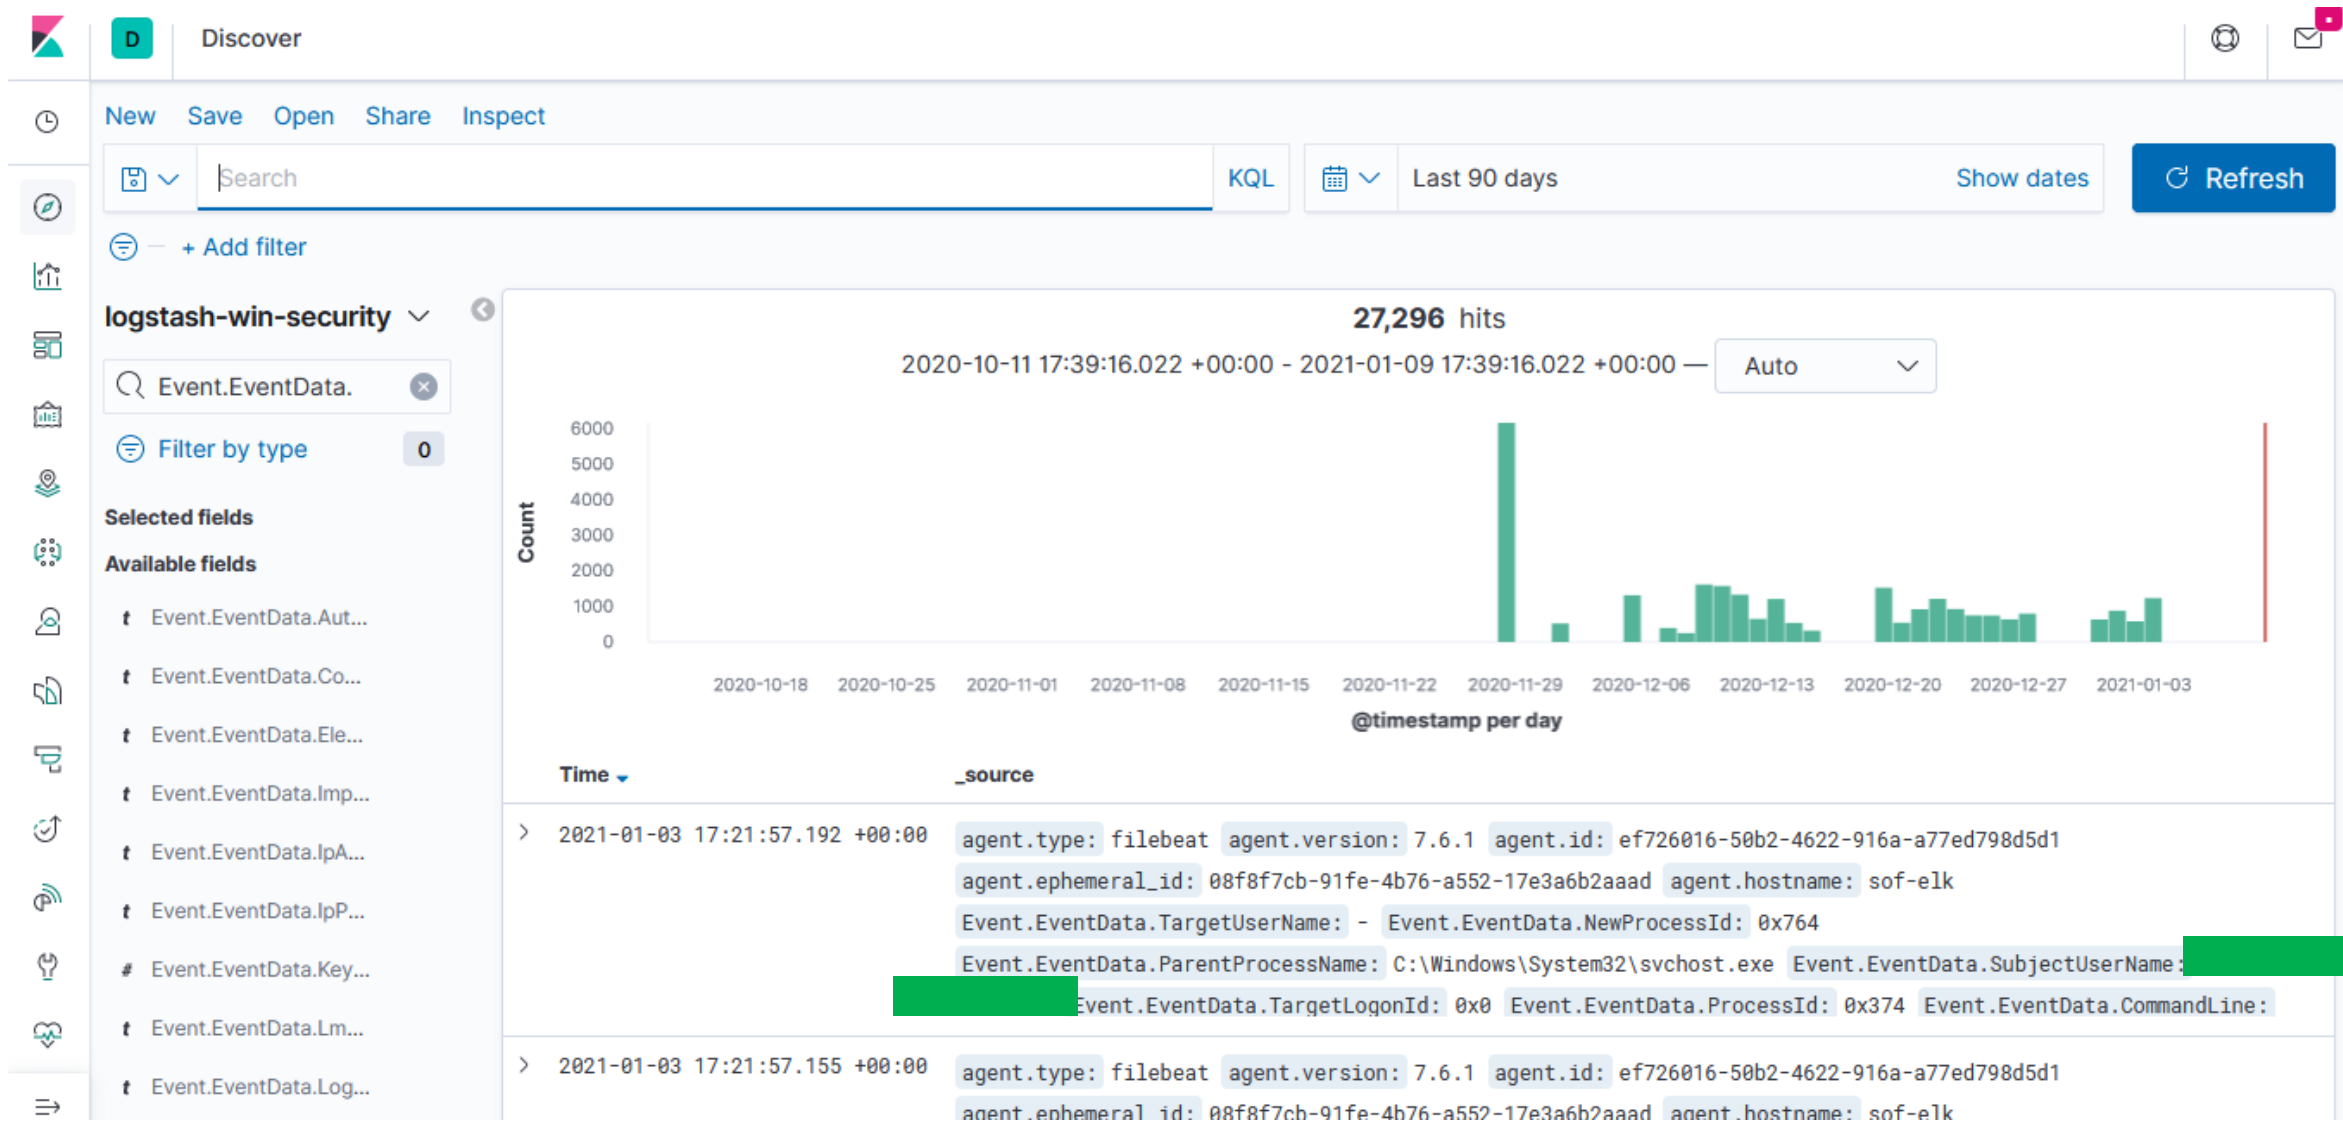 D Discover
New Save Open Share Inspect
Search KQL Last 90 days Show dates Refresh
+ Add filter
logstash-win-security
Event.EventData.
Filter by type 0
Selected fields
Available fields
t Event.EventData.Aut...
t Event.EventData.Co...
t Event.EventData.Ele...
t Event.EventData.Imp...
t Event.EventData.IpA...
t Event.EventData.IpP...
# Event.EventData.Key...
t Event.EventData.Lm...
t Event.EventData.Log...
27,296 hits
2020-10-11 17:39:16.022 +00:00 - 2021-01-09 17:39:16.022 +00:00 — Auto
Count
6000
5000
4000
3000
2000
1000
0
2020-10-18 2020-10-25 2020-11-01 2020-11-08 2020-11-15 2020-11-22 2020-11-29 2020-12-06 2020-12-13 2020-12-20 2020-12-27 2021-01-03
@timestamp per day
Time _source
2021-01-03 17:21:57.192 +00:00 agent.type: filebeat agent.version: 7.6.1 agent.id: ef726016-50b2-4622-916a-a77ed798d5d1
agent.ephemeral_id: 08f8f7cb-91fe-4b76-a552-17e3a6b2aaad agent.hostname: sof-elk
Event.EventData.TargetUserName: - Event.EventData.NewProcessId: 0x764
Event.EventData.ParentProcessName: C:\Windows\System32\svchost.exe Event.EventData.SubjectUserName:
Event.EventData.TargetLogonId: 0x0 Event.EventData.ProcessId: 0x374 Event.EventData.CommandLine:
2021-01-03 17:21:57.155 +00:00 agent.type: filebeat agent.version: 7.6.1 agent.id: ef726016-50b2-4622-916a-a77ed798d5d1
agent.ephemeral_id: 08f8f7cb-91fe-4b76-a552-17e3a6b2aaad agent.hostname: sof-elk